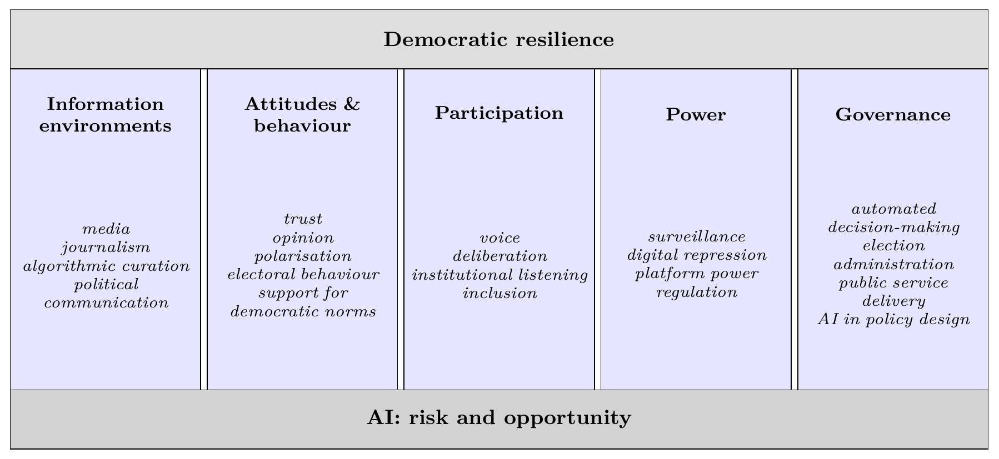 Democratic resilience
Information
environments
media
journalism
algorithmic curation
political
communication
Attitudes &
behaviour
trust
opinion
polarisation
electoral behaviour
support for
democratic norms
Participation
voice
deliberation
institutional listening
inclusion
Power
surveillance
digital repression
platform power
regulation
Governance
automated
decision-making
election
administration
public service
delivery
AI in policy design
AI: risk and opportunity